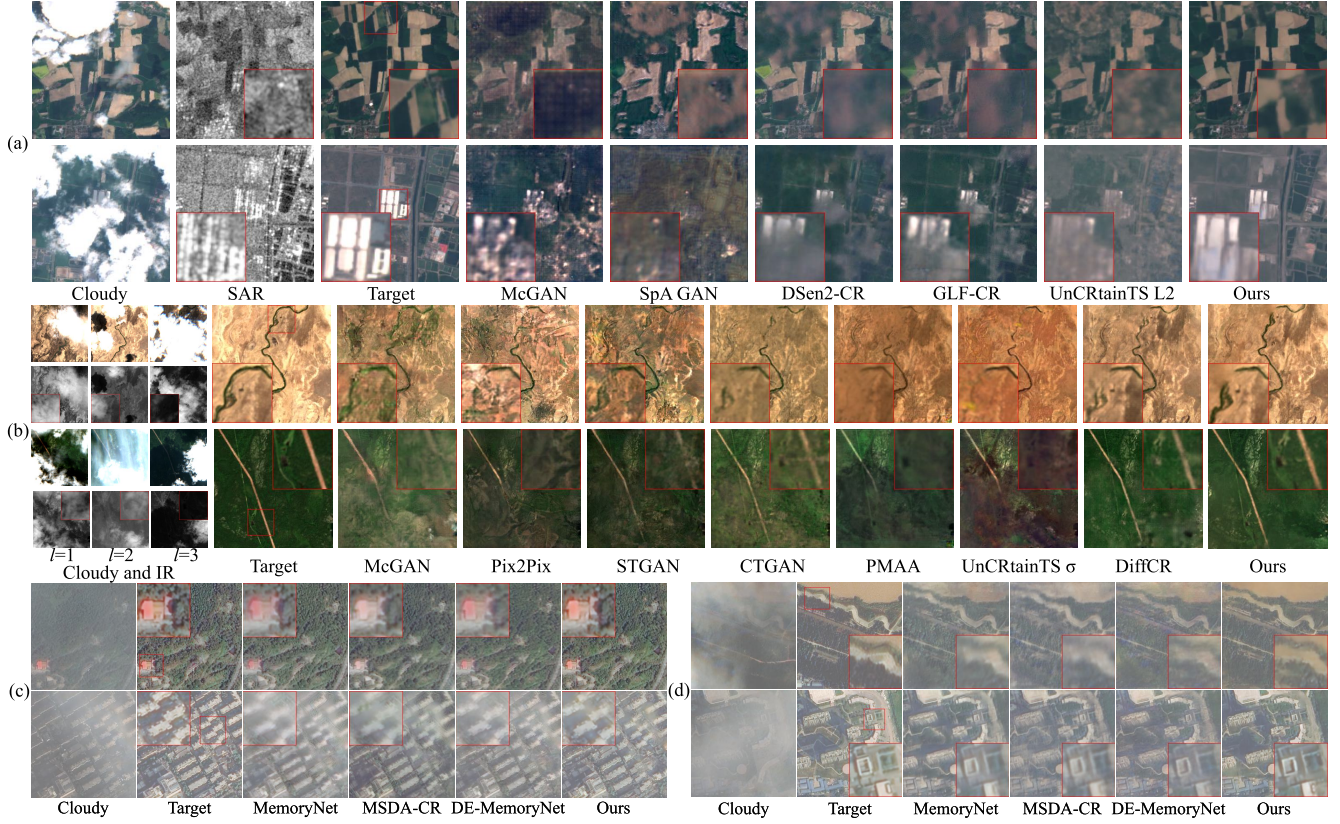 (a)
Cloudy SAR Target McGAN SpA GAN DSen2-CR GLF-CR UnCRtainTS L2 Ours
(b)
l=1 l=2 l=3
Cloudy and IR Target McGAN Pix2Pix STGAN CTGAN PMAA UnCRtainTS σ DiffCR Ours
(c)
Cloudy Target MemoryNet MSDA-CR DE-MemoryNet Ours
(d)
Cloudy Target MemoryNet MSDA-CR DE-MemoryNet Ours